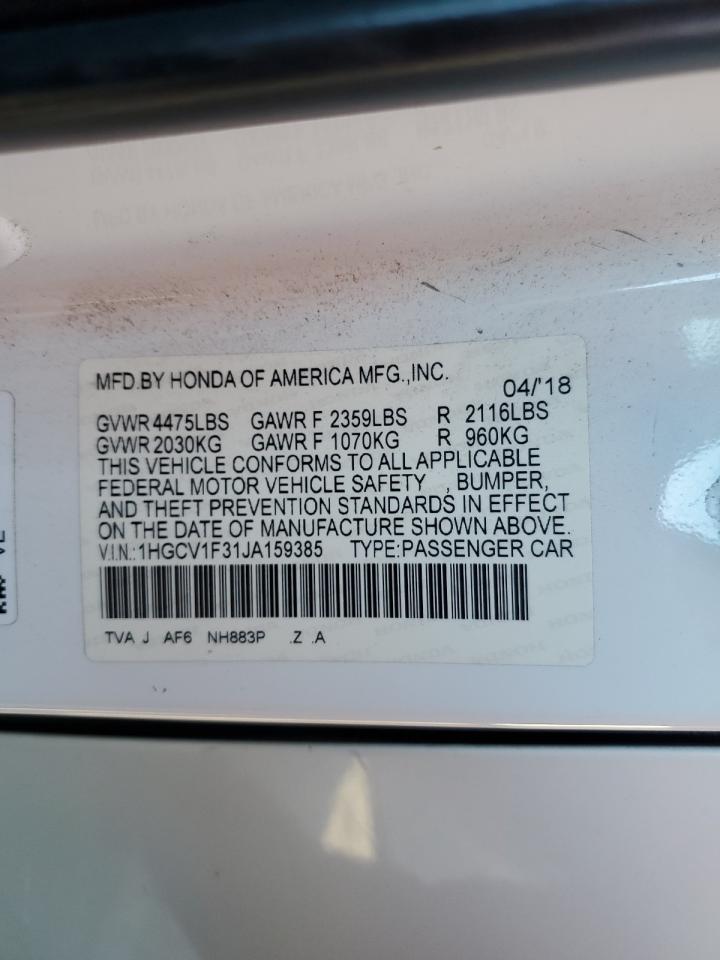 MFD.BY HONDA OF AMERICA MFG.,INC. 04/'18
GVWR 4475LBS GAWR F 2359LBS R 2116LBS
GVWR 2030KG GAWR F 1070KG R 960KG
THIS VEHICLE CONFORMS TO ALL APPLICABLE
FEDERAL MOTOR VEHICLE SAFETY , BUMPER,
AND THEFT PREVENTION STANDARDS IN EFFECT
ON THE DATE OF MANUFACTURE SHOWN ABOVE.
V.I.N.:1HGCV1F31JA159385 TYPE:PASSENGER CAR
TVA J AF6 NH883P .Z .A